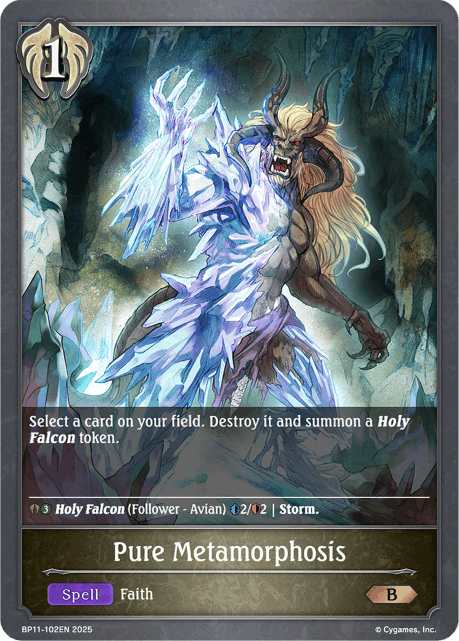 1
Select a card on your field. Destroy it and summon a Holy
Falcon token.
3 Holy Falcon (Follower - Avian) 2/2 | Storm.
Pure Metamorphosis
Spell Faith B
BP11-102EN 2025 © Cygames, Inc.